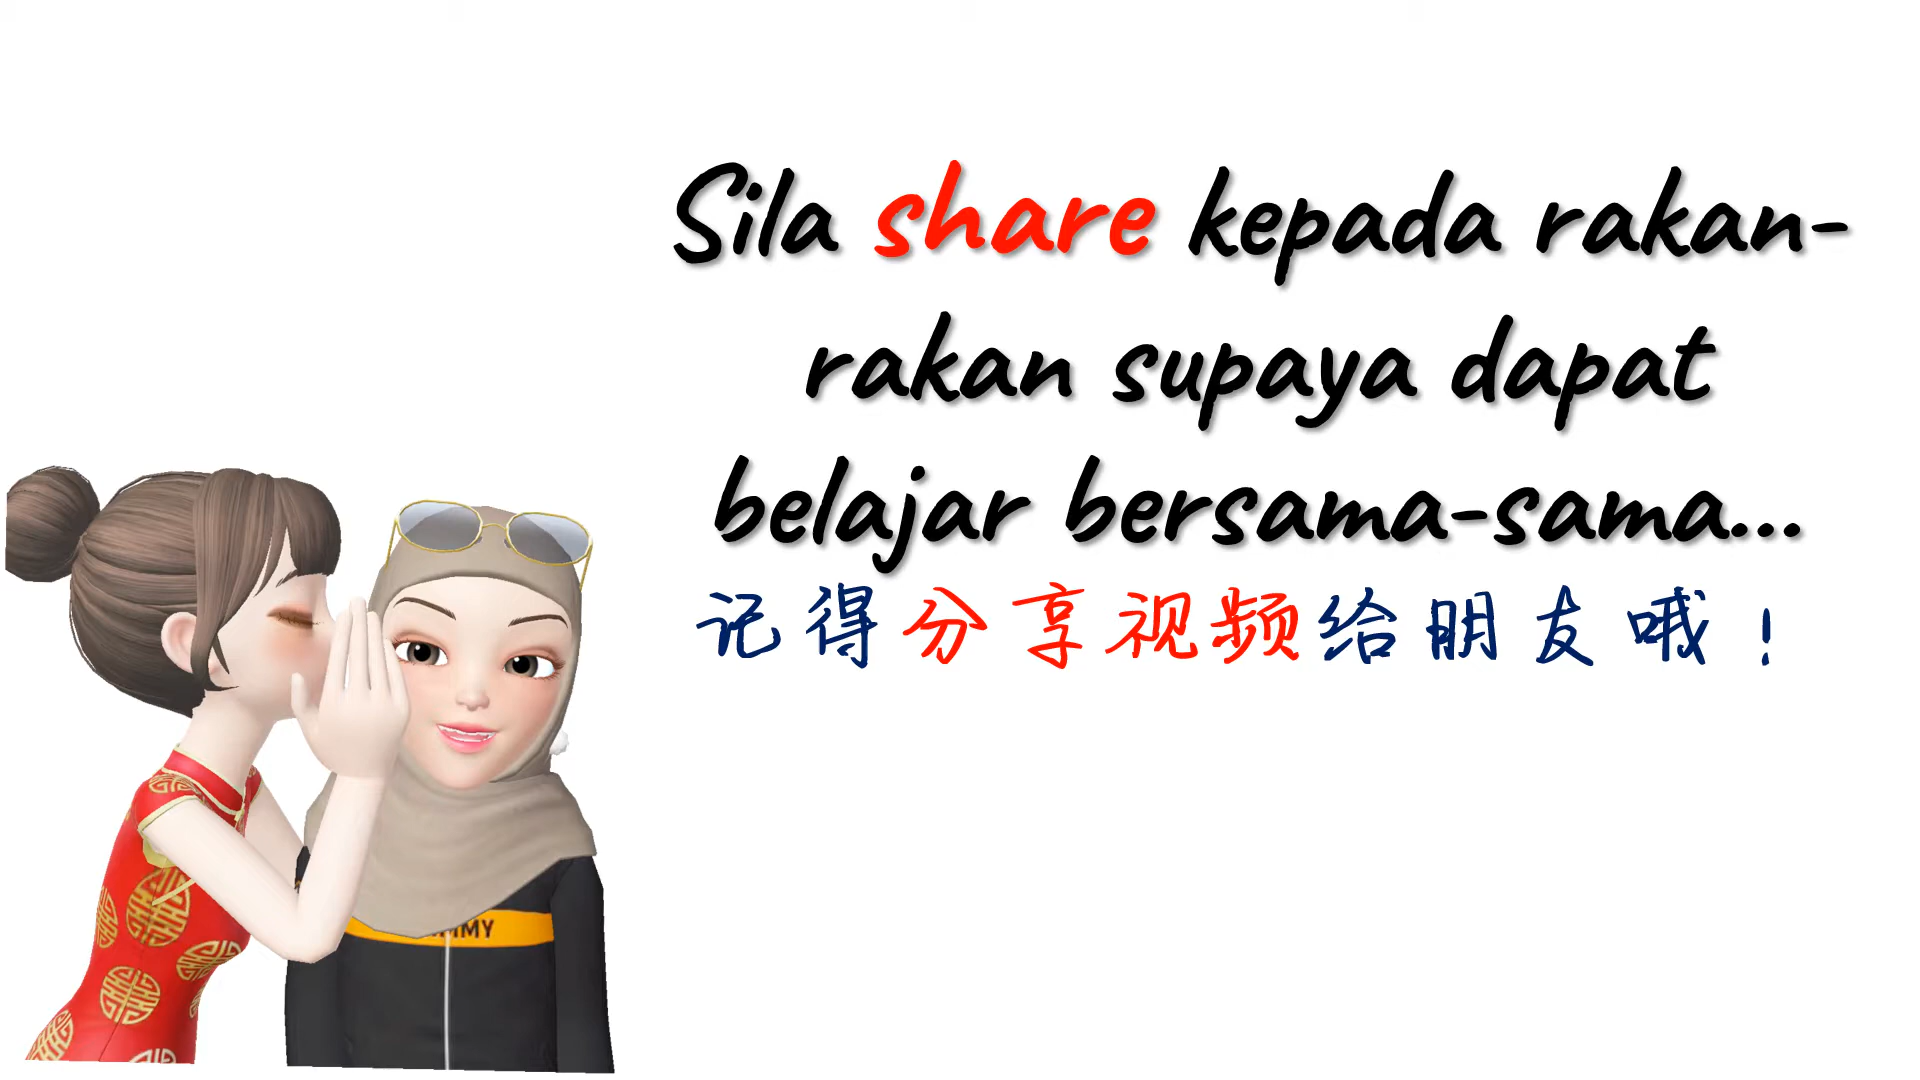 Sila share kepada rakan-
rakan supaya dapat
belajar bersama-sama...
记得分享视频给朋友哦！